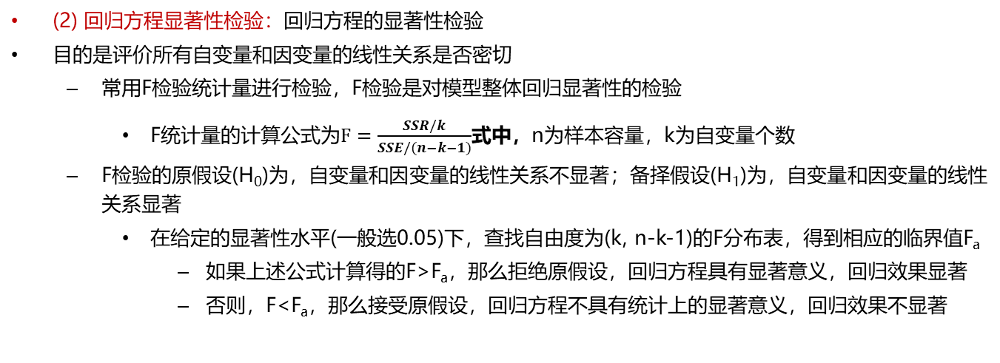 • (2) 回归方程显著性检验：回归方程的显著性检验
• 目的是评价所有自变量和因变量的线性关系是否密切
– 常用F检验统计量进行检验，F检验是对模型整体回归显著性的检验
• F统计量的计算公式为F = \frac{SSR/k}{SSE/(n−k−1)}式中，n为样本容量，k为自变量个数
– F检验的原假设(H₀)为，自变量和因变量的线性关系不显著；备择假设(H₁)为，自变量和因变量的线性
关系显著
• 在给定的显著性水平(一般选0.05)下，查找自由度为(k, n-k-1)的F分布表，得到相应的临界值Fₐ
– 如果上述公式计算得的F>Fₐ，那么拒绝原假设，回归方程具有显著意义，回归效果显著
– 否则，F<Fₐ，那么接受原假设，回归方程不具有统计上的显著意义，回归效果不显著